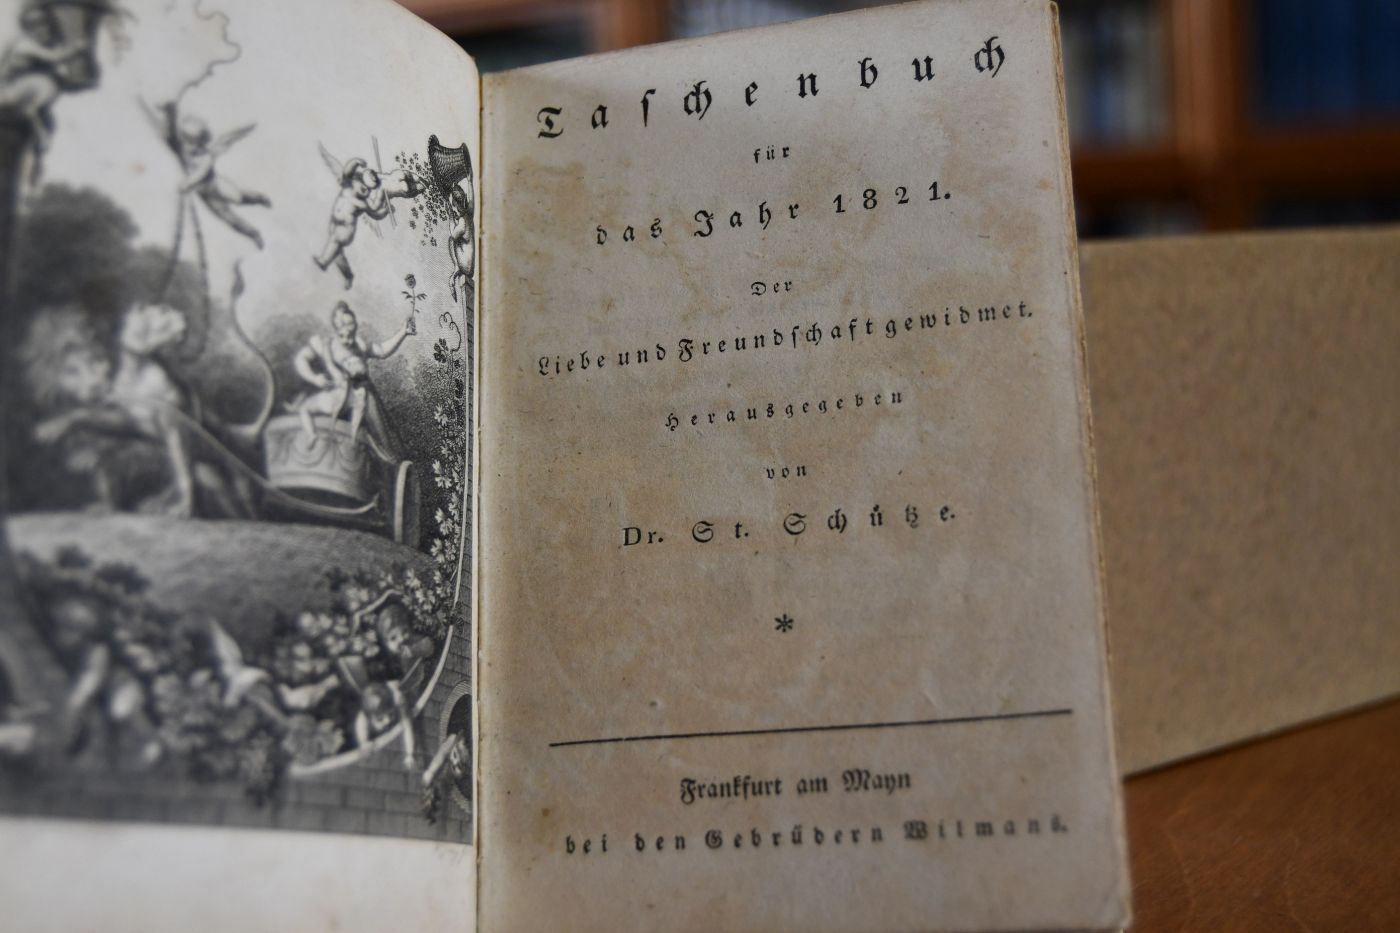 Taſchenbuch
für
das Jahr 1821.
Der
Liebe und Freundſchaft gewidmet.
Herausgegeben
von
Dr. St. Schütze.
*
Frankfurt am Mayn
bei den Gebrüdern Wilmans.